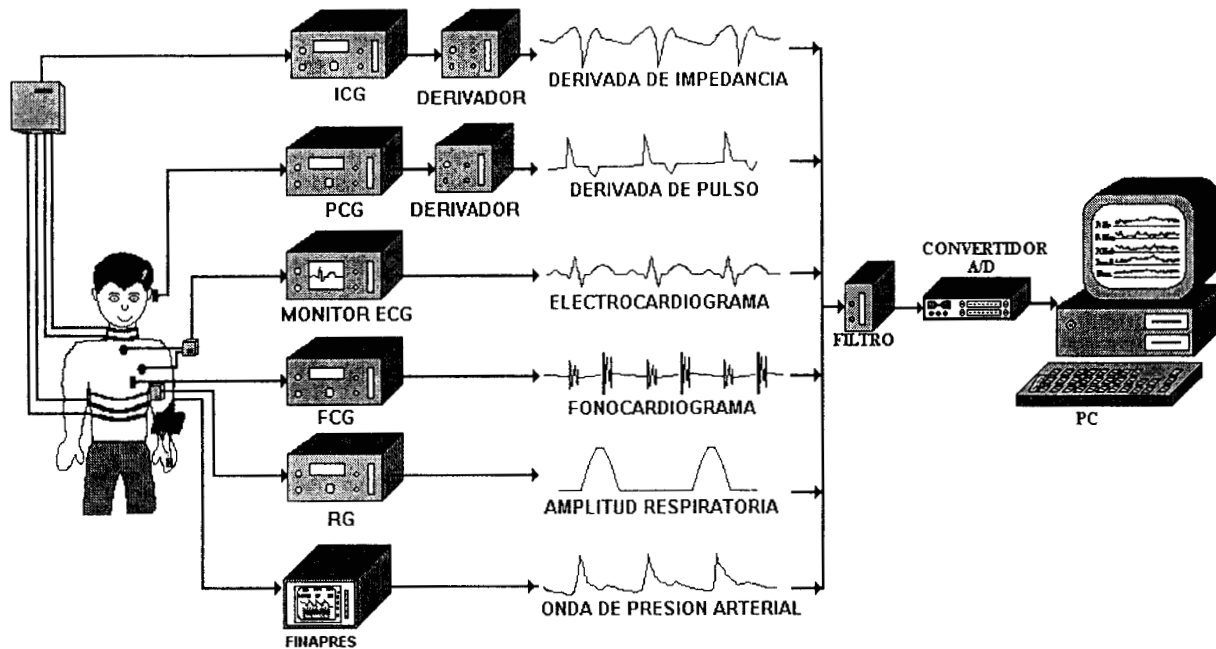 ICG
DERIVADOR
DERIVADA DE IMPEDANCIA
PCG
DERIVADOR
DERIVADA DE PULSO
MONITOR ECG
ELECTROCARDIOGRAMA
FCG
FONOCARDIOGRAMA
RG
AMPLITUD RESPIRATORIA
FINAPRES
ONDA DE PRESION ARTERIAL
FILTRO
CONVERTIDOR
A/D
PC